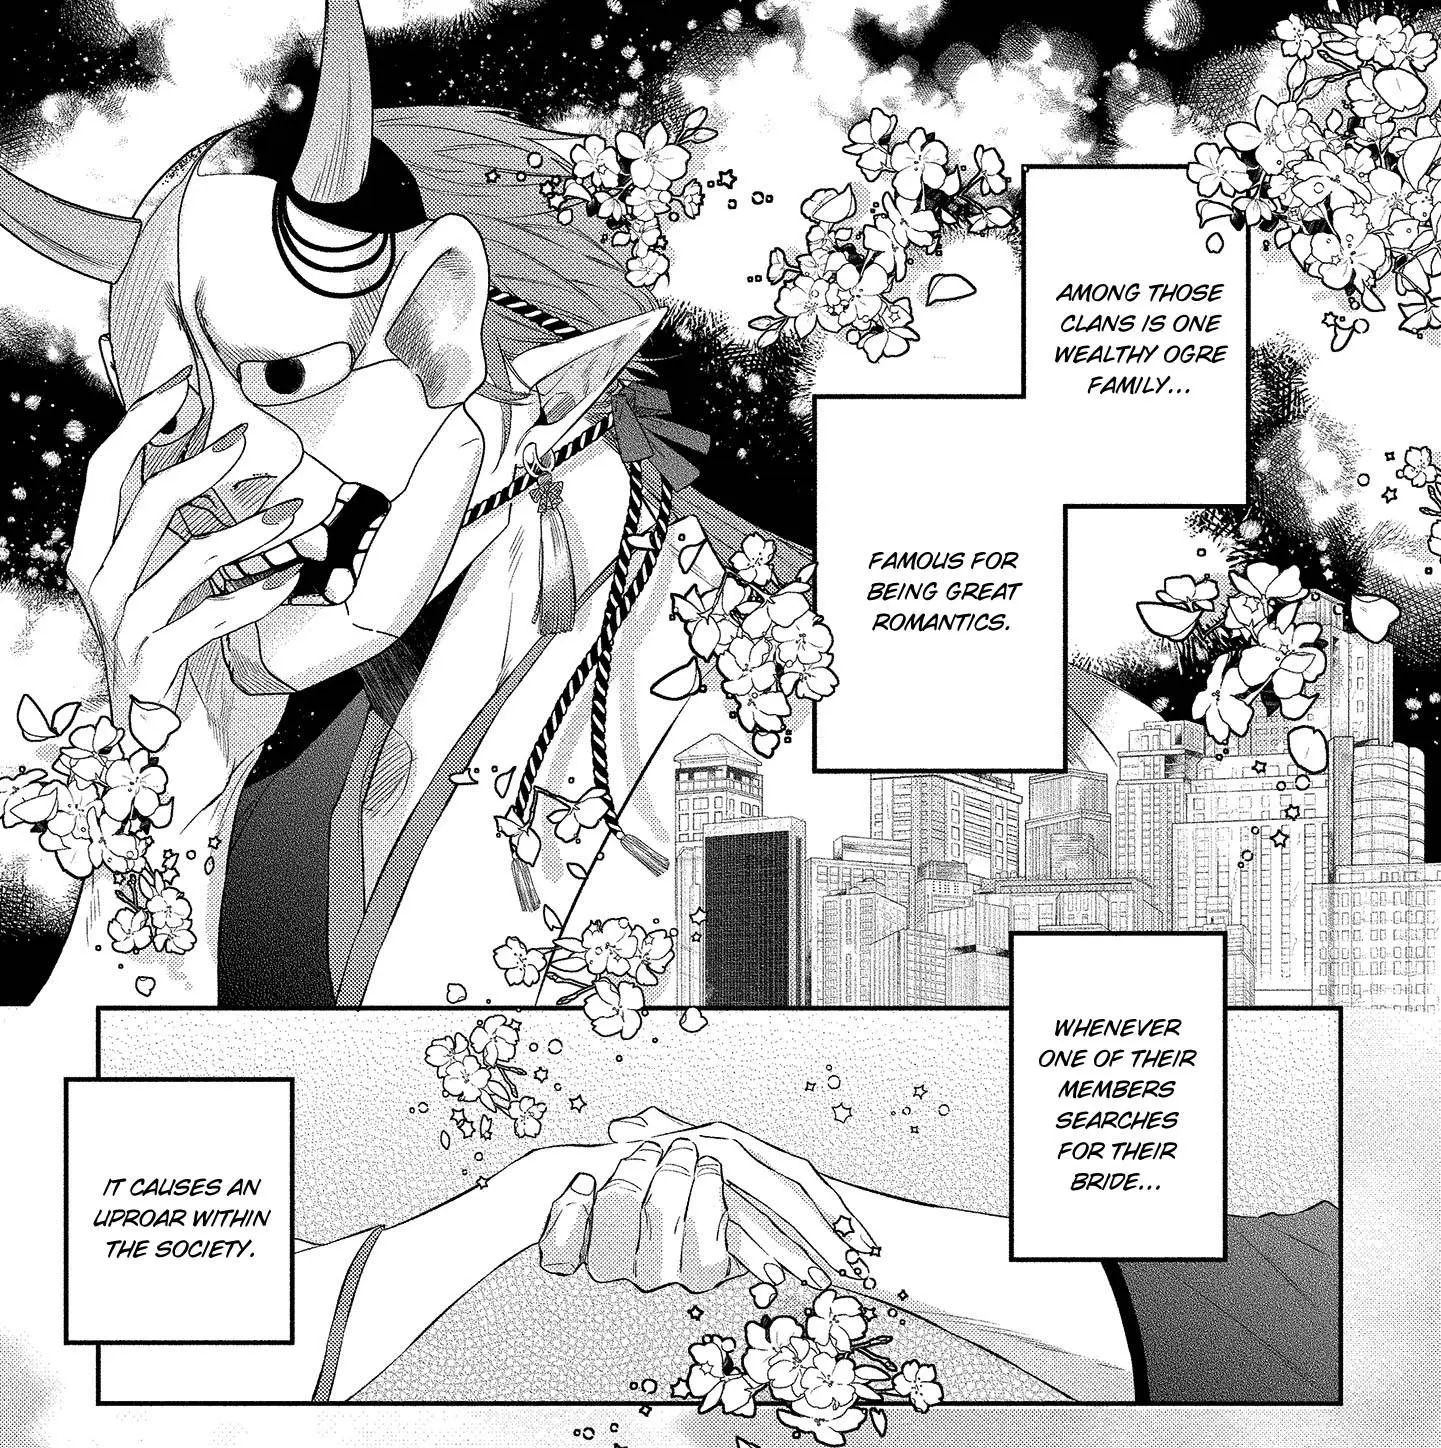 AMONG THOSE
CLANS IS ONE
WEALTHY OGRE
FAMILY...
FAMOUS FOR
BEING GREAT
ROMANTICS.
WHENEVER
ONE OF THEIR
MEMBERS
SEARCHES
FOR THEIR
BRIDE...
IT CAUSES AN
UPROAR WITHIN
THE SOCIETY.